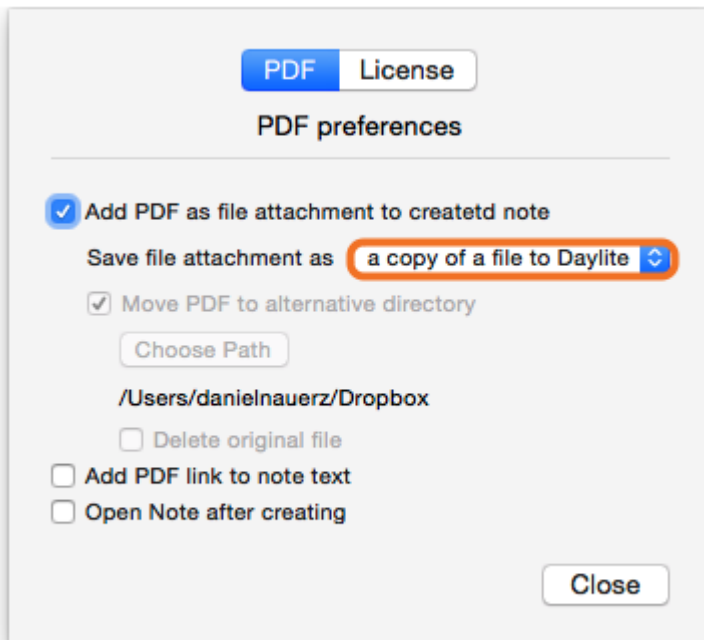 PDF License
PDF preferences
Add PDF as file attachment to createtd note
Save file attachment as a copy of a file to Daylite
Move PDF to alternative directory
Choose Path
/Users/danielnauerz/Dropbox
Delete original file
Add PDF link to note text
Open Note after creating
Close